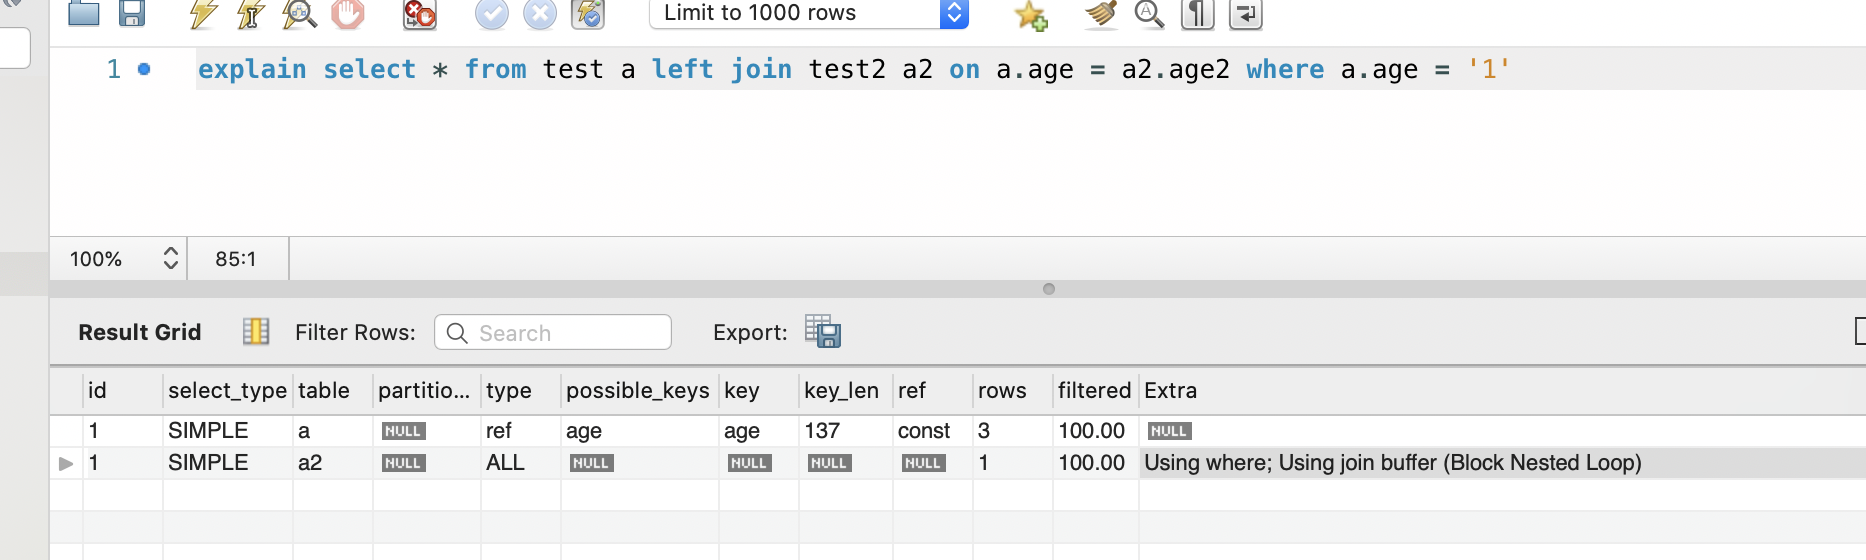 Limit to 1000 rows
1 explain select * from test a left join test2 a2 on a.age = a2.age2 where a.age = '1'
100% 85:1
Result Grid Filter Rows: Search Export:
id select_type table partitio... type possible_keys key key_len ref rows filtered Extra
1 SIMPLE a NULL ref age age 137 const 3 100.00 NULL
1 SIMPLE a2 NULL ALL NULL NULL NULL NULL 1 100.00 Using where; Using join buffer (Block Nested Loop)